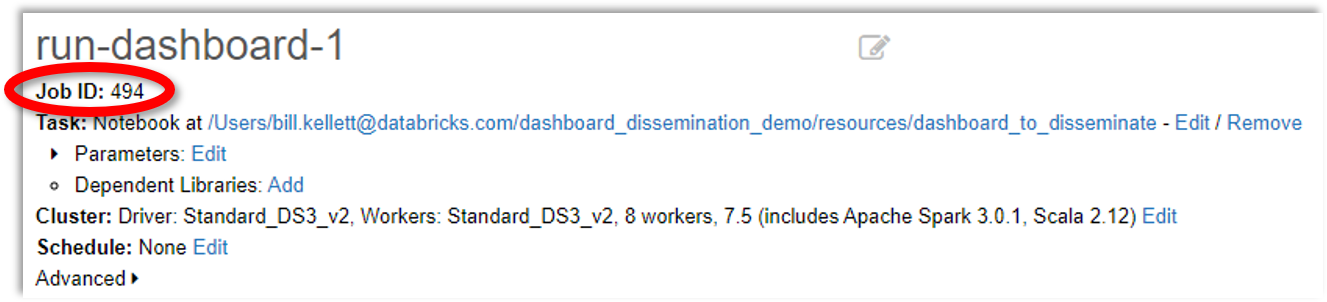 run-dashboard-1
Job ID: 494
Task: Notebook at /Users/bill.kellett@databricks.com/dashboard_dissemination_demo/resources/dashboard_to_disseminate - Edit / Remove
Parameters: Edit
Dependent Libraries: Add
Cluster: Driver: Standard_DS3_v2, Workers: Standard_DS3_v2, 8 workers, 7.5 (includes Apache Spark 3.0.1, Scala 2.12) Edit
Schedule: None Edit
Advanced